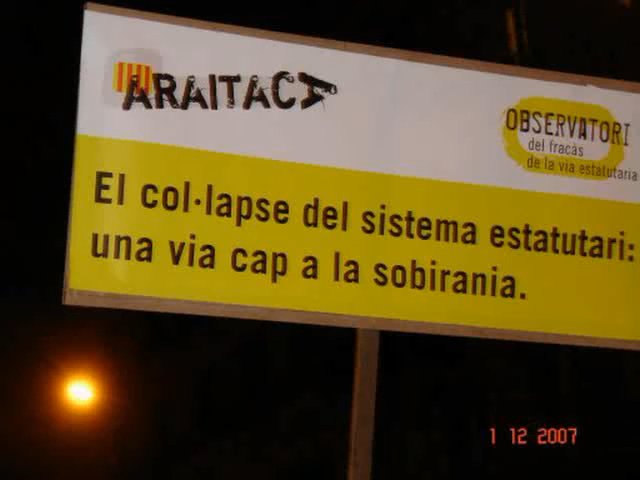 ARAITACA
OBSERVATORI
del fracàs
de la via estatutaria
El col·lapse del sistema estatutari:
una via cap a la sobirania.
1 12 2007